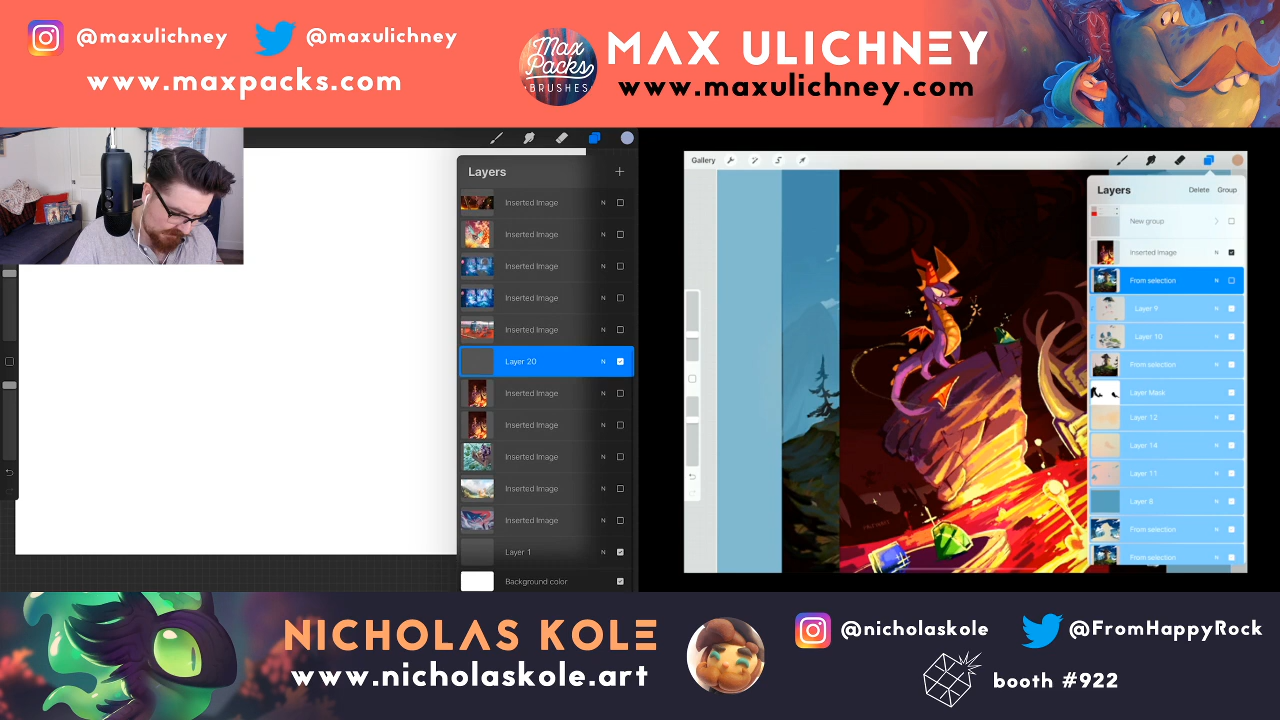 @maxulichney @maxulichney
www.maxpacks.com
Max Packs
BRUSHES
MAX ULICHNEY
www.maxulichney.com
Layers
Inserted Image N
Inserted Image N
Inserted Image N
Inserted Image N
Inserted Image N
Layer 20 N
Inserted Image N
Inserted Image N
Inserted Image N
Inserted Image N
Inserted Image N
Layer 1 N
Background color
Gallery
Layers Delete Group
New group
Inserted Image N
From selection N
Layer 9 N
Layer 10 N
From selection N
Layer Mask
Layer 12 N
Layer 14 N
Layer 11 N
Layer 8 N
From selection N
From selection N
NICHOLAS KOLE
www.nicholaskole.art
@nicholaskole @FromHappyRock
booth #922